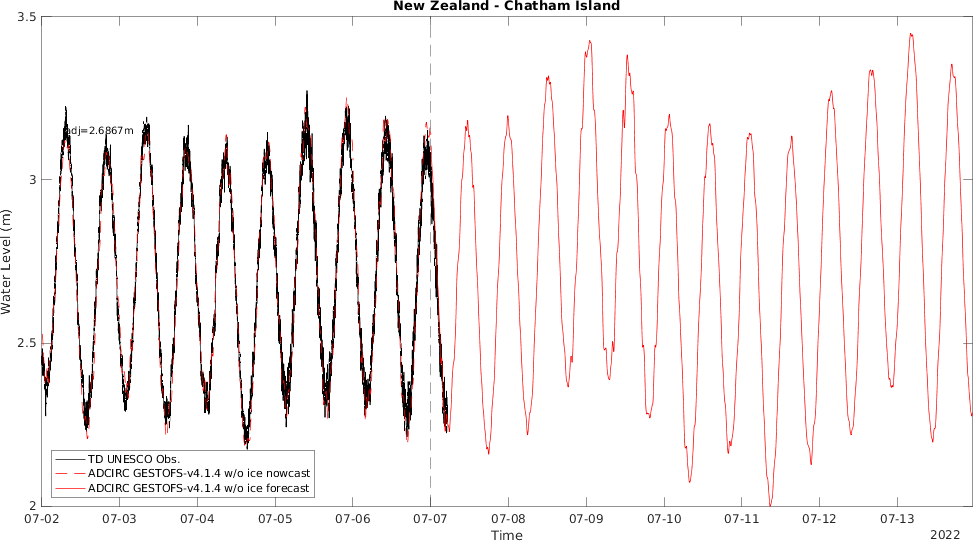 New Zealand - Chatham Island
3.5
adj=2.6867m
3
Water Level (m)
2.5
TD UNESCO Obs.
ADCIRC GESTOFS-v4.1.4 w/o ice nowcast
ADCIRC GESTOFS-v4.1.4 w/o ice forecast
2
07-02 07-03 07-04 07-05 07-06 07-07 07-08 07-09 07-10 07-11 07-12 07-13
Time
2022